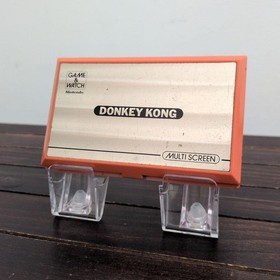 GAME
&
WATCH
Nintendo
DONKEY KONG
MULTI SCREEN